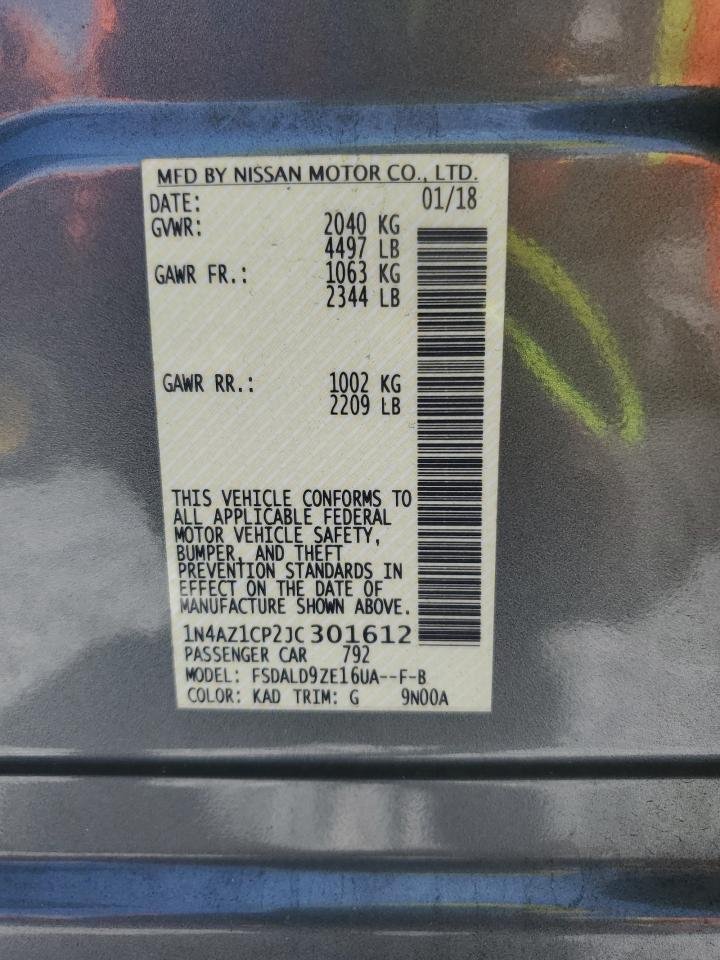 MFD BY NISSAN MOTOR CO., LTD.
DATE: 01/18
GVWR: 2040 KG
4497 LB
GAWR FR.: 1063 KG
2344 LB
GAWR RR.: 1002 KG
2209 LB
THIS VEHICLE CONFORMS TO
ALL APPLICABLE FEDERAL
MOTOR VEHICLE SAFETY,
BUMPER, AND THEFT
PREVENTION STANDARDS IN
EFFECT ON THE DATE OF
MANUFACTURE SHOWN ABOVE.
1N4AZ1CP2JC301612
PASSENGER CAR 792
MODEL: FSDALD9ZE16UA--F-B
COLOR: KAD TRIM: G 9N00A